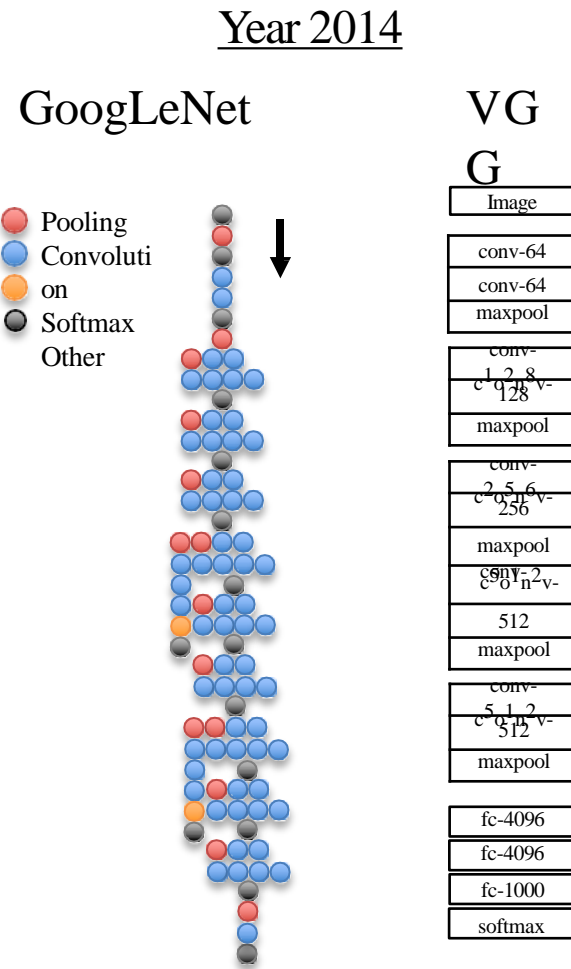 Year 2014
GoogLeNet
Pooling
Convoluti
on
Softmax
Other
VG
G
Image
conv-64
conv-64
maxpool
conv-
128
maxpool
conv-
256
maxpool
512
maxpool
conv-
512
maxpool
fc-4096
fc-4096
fc-1000
softmax